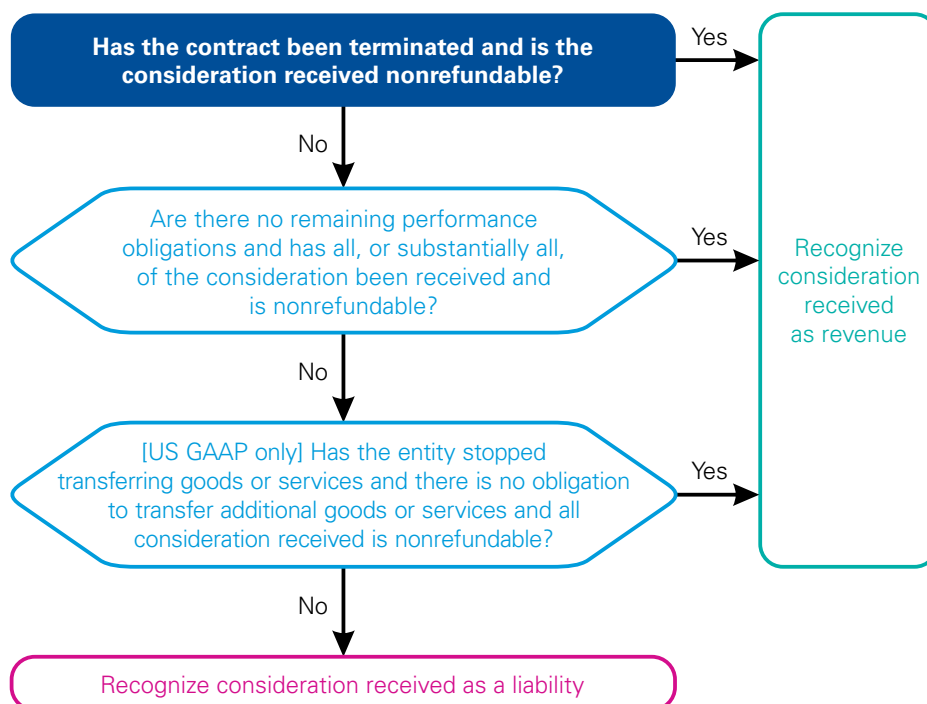 Has the contract been terminated and is the
consideration received nonrefundable?
Yes
No
Are there no remaining performance
obligations and has all, or substantially all,
of the consideration been received and
is nonrefundable?
Yes
Recognize
consideration
received
as revenue
No
[US GAAP only] Has the entity stopped
transferring goods or services and there is no obligation
to transfer additional goods or services and all
consideration received is nonrefundable?
Yes
No
Recognize consideration received as a liability